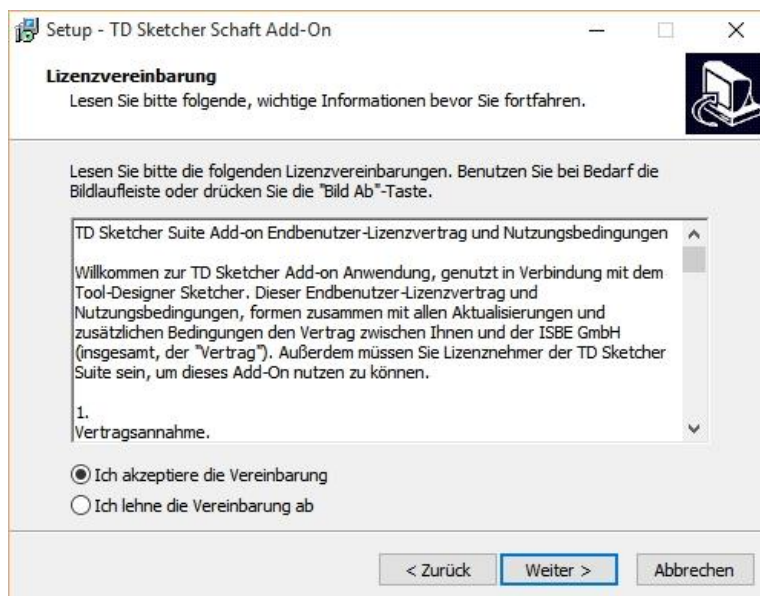 Setup - TD Sketcher Schaft Add-On
Lizenzvereinbarung
Lesen Sie bitte folgende, wichtige Informationen bevor Sie fortfahren.
Lesen Sie bitte die folgenden Lizenzvereinbarungen. Benutzen Sie bei Bedarf die
Bildlaufleiste oder drücken Sie die "Bild Ab"-Taste.
TD Sketcher Suite Add-on Endbenutzer-Lizenzvertrag und Nutzungsbedingungen
Willkommen zur TD Sketcher Add-on Anwendung, genutzt in Verbindung mit dem
Tool-Designer Sketcher. Dieser Endbenutzer-Lizenzvertrag und
Nutzungsbedingungen, formen zusammen mit allen Aktualisierungen und
zusätzlichen Bedingungen den Vertrag zwischen Ihnen und der ISBE GmbH
(insgesamt, der "Vertrag"). Außerdem müssen Sie Lizenznehmer der TD Sketcher
Suite sein, um dieses Add-On nutzen zu können.
1.
Vertragsannahme.
Ich akzeptiere die Vereinbarung
Ich lehne die Vereinbarung ab
< Zurück
Weiter >
Abbrechen